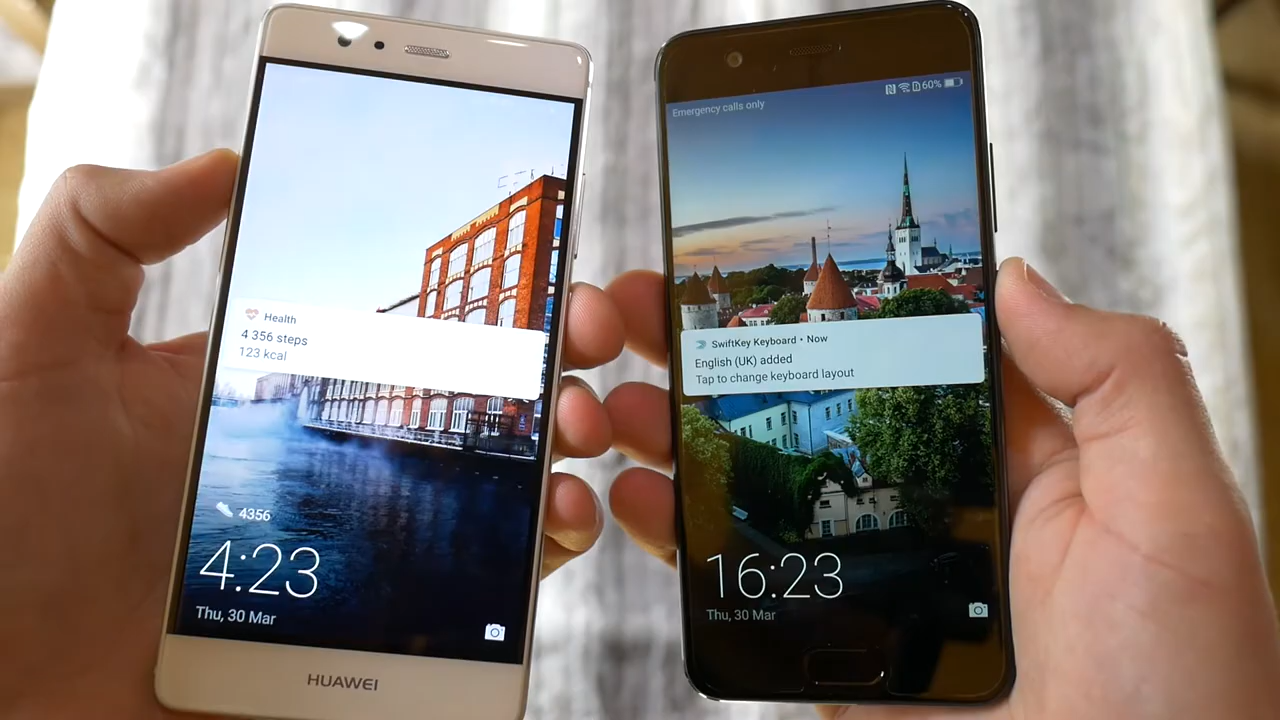 Health
4 356 steps
123 kcal
4356
4:23
Thu, 30 Mar
HUAWEI
Emergency calls only
60%
SwiftKey Keyboard • Now
English (UK) added
Tap to change keyboard layout
16:23
Thu, 30 Mar